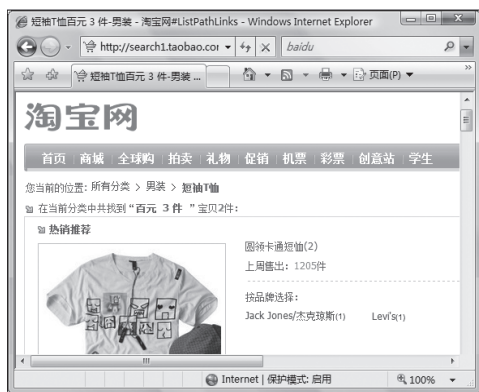 短袖T恤百元 3 件-男装 - 淘宝网#ListPathLinks - Windows Internet Explorer
http://search1.taobao.cor
baidu
短袖T恤百元 3 件-男装 ...
页面(P)
淘宝网
首页 商城 全球购 拍卖 礼物 促销 机票 彩票 创意站 学生
您当前的位置: 所有分类 > 男装 > 短袖T恤
在当前分类中共找到“百元 3 件 ”宝贝2件:
热销推荐
圆领卡通短恤(2)
上周售出: 1205件
按品牌选择:
Jack Jones/杰克琼斯(1) Levi's(1)
Internet | 保护模式: 启用 100%